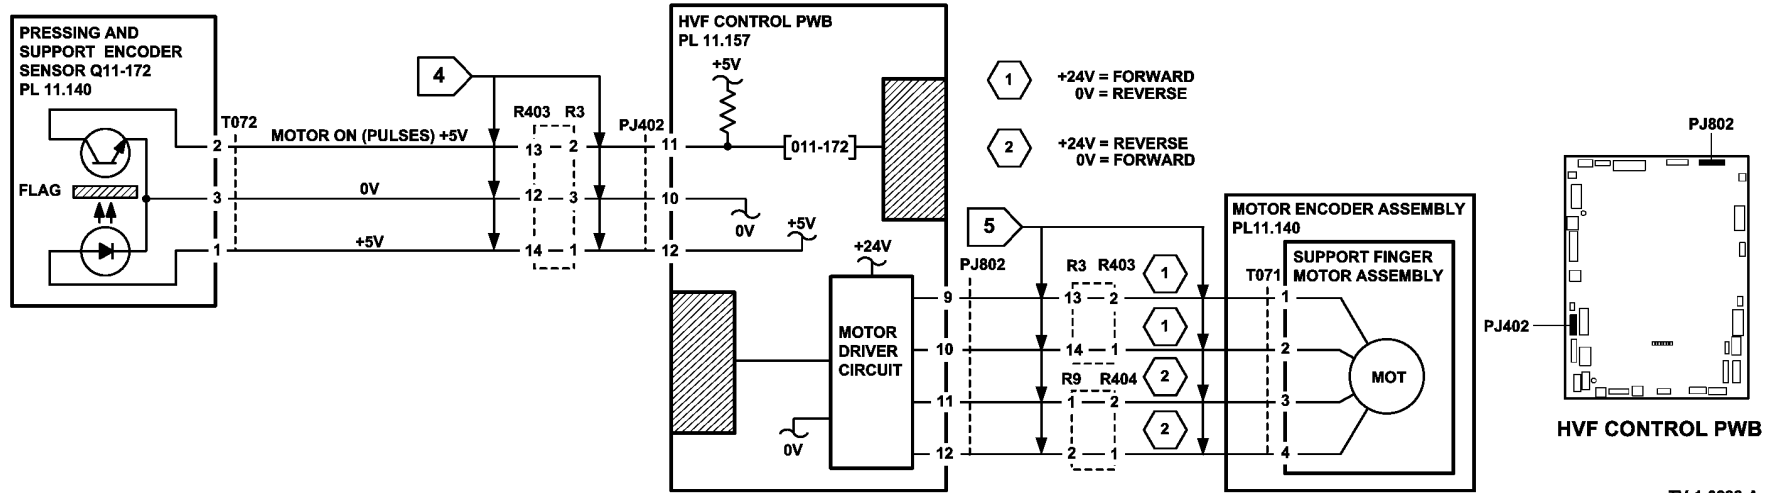 PRESSING AND
SUPPORT ENCODER
SENSOR Q11-172
PL 11.140
FLAG
T072
2
3
1
MOTOR ON (PULSES) +5V
0V
+5V
4
R403 R3
13 2
12 3
14 1
PJ402
11
10
12
HVF CONTROL PWB
PL 11.157
+5V
[011-172]
0V
+5V
+24V
MOTOR
DRIVER
CIRCUIT
0V
9
10
11
12
PJ802
1
+24V = FORWARD
0V = REVERSE
2
+24V = REVERSE
0V = FORWARD
5
R3 R403
13 2
14 1
R9 R404
1 2
2 1
1
1
2
2
MOTOR ENCODER ASSEMBLY
PL11.140
SUPPORT FINGER
MOTOR ASSEMBLY
T071
1
2
3
4
MOT
PJ802
PJ402
HVF CONTROL PWB